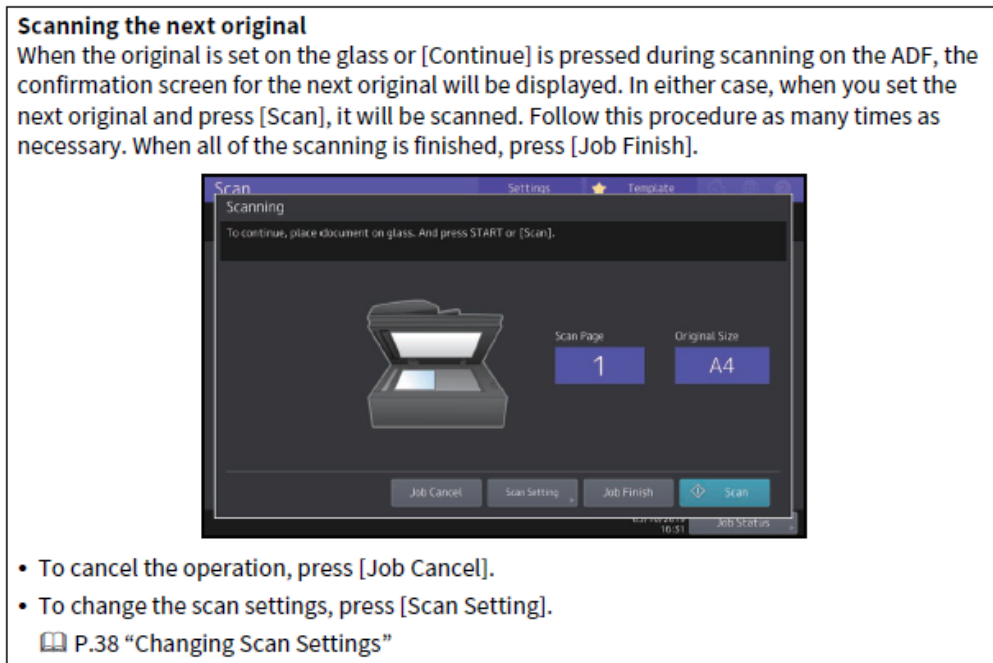 Scanning the next original
When the original is set on the glass or [Continue] is pressed during scanning on the ADF, the
confirmation screen for the next original will be displayed. In either case, when you set the
next original and press [Scan], it will be scanned. Follow this procedure as many times as
necessary. When all of the scanning is finished, press [Job Finish].
Scan Settings Template
Scanning
To continue, place document on glass. And press START or [Scan].
Scan Page Original Size
1 A4
Job Cancel Scan Setting Job Finish Scan
Job Status
16:31
• To cancel the operation, press [Job Cancel].
• To change the scan settings, press [Scan Setting].
P.38 “Changing Scan Settings”